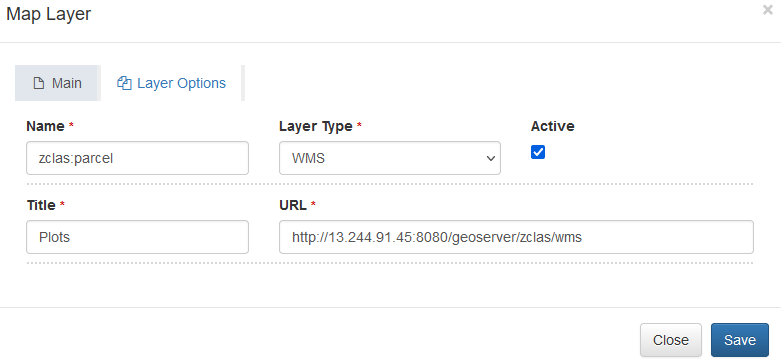 Map Layer
×
Main
Layer Options
Name *
Layer Type *
Active
zclas:parcel
WMS
Title *
URL *
Plots
http://13.244.91.45:8080/geoserver/zclas/wms
Close
Save